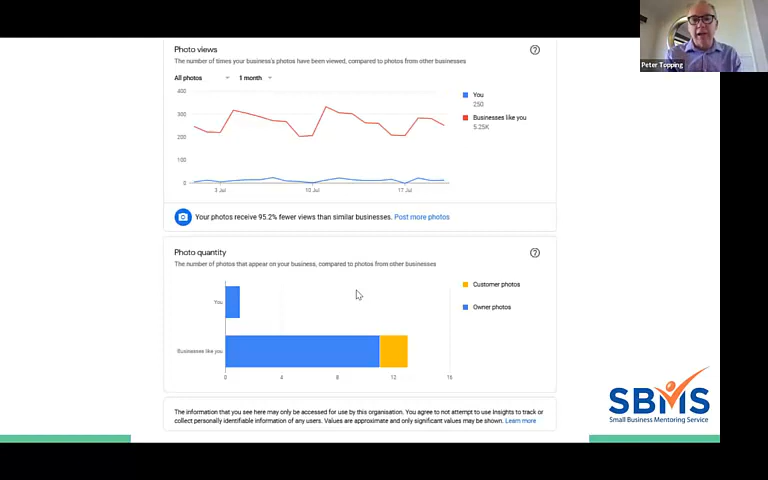 Peter Topping
Photo views
The number of times your business's photos have been viewed, compared to photos from other businesses
All photos 1 month
400
300
200
100
0
3 Jul 10 Jul 17 Jul
You
250
Businesses like you
5.25K
Your photos receive 95.2% fewer views than similar businesses. Post more photos
Photo quantity
The number of photos that appear on your business, compared to photos from other businesses
You
Businesses like you
0 4 8 12 16
Customer photos
Owner photos
The information that you see here may only be accessed for use by this organisation. You agree to not attempt to use Insights to track or
collect personally identifiable information of any users. Values are approximate and only significant values may be shown. Learn more
SBMS
Small Business Mentoring Service